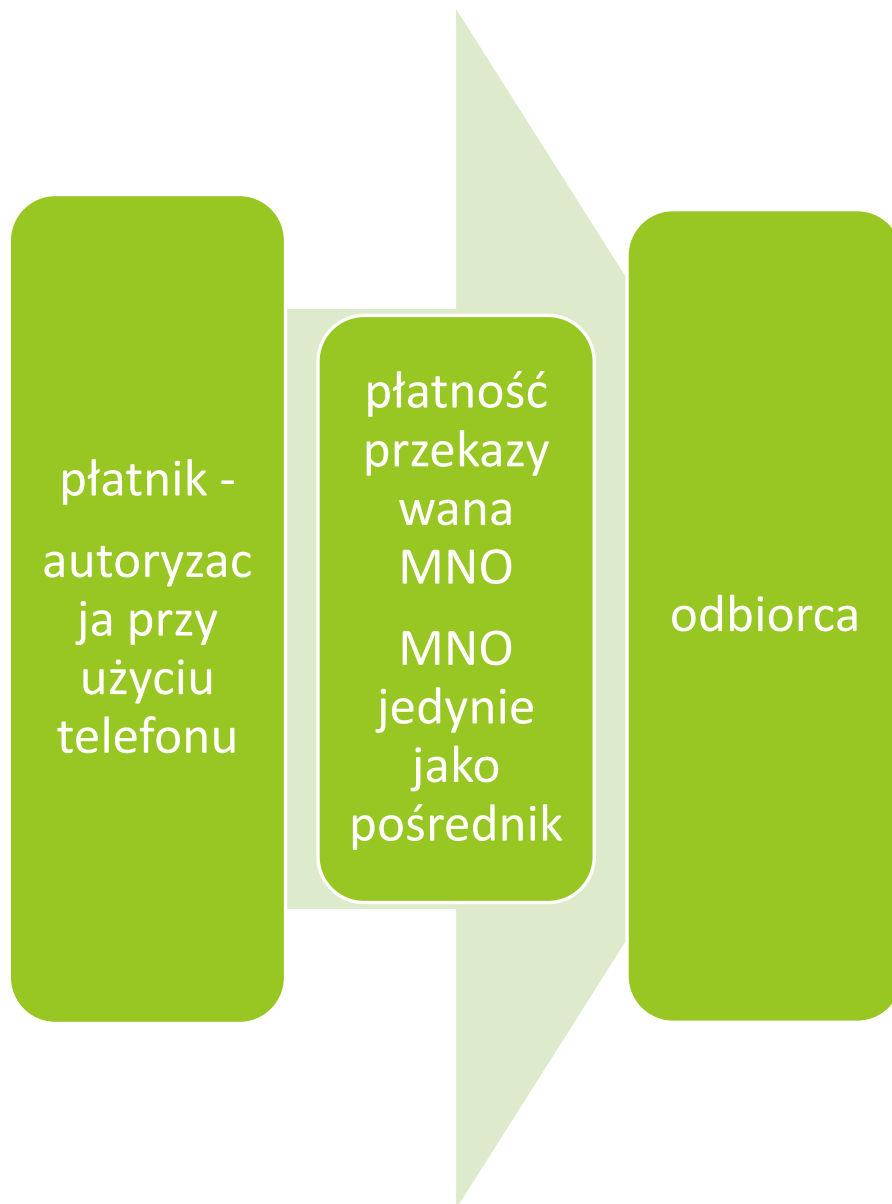 płatnik -
autoryzac
ja przy
użyciu
telefonu
płatność
przekazy
wana
MNO
MNO
jedynie
jako
pośrednik
odbiorca